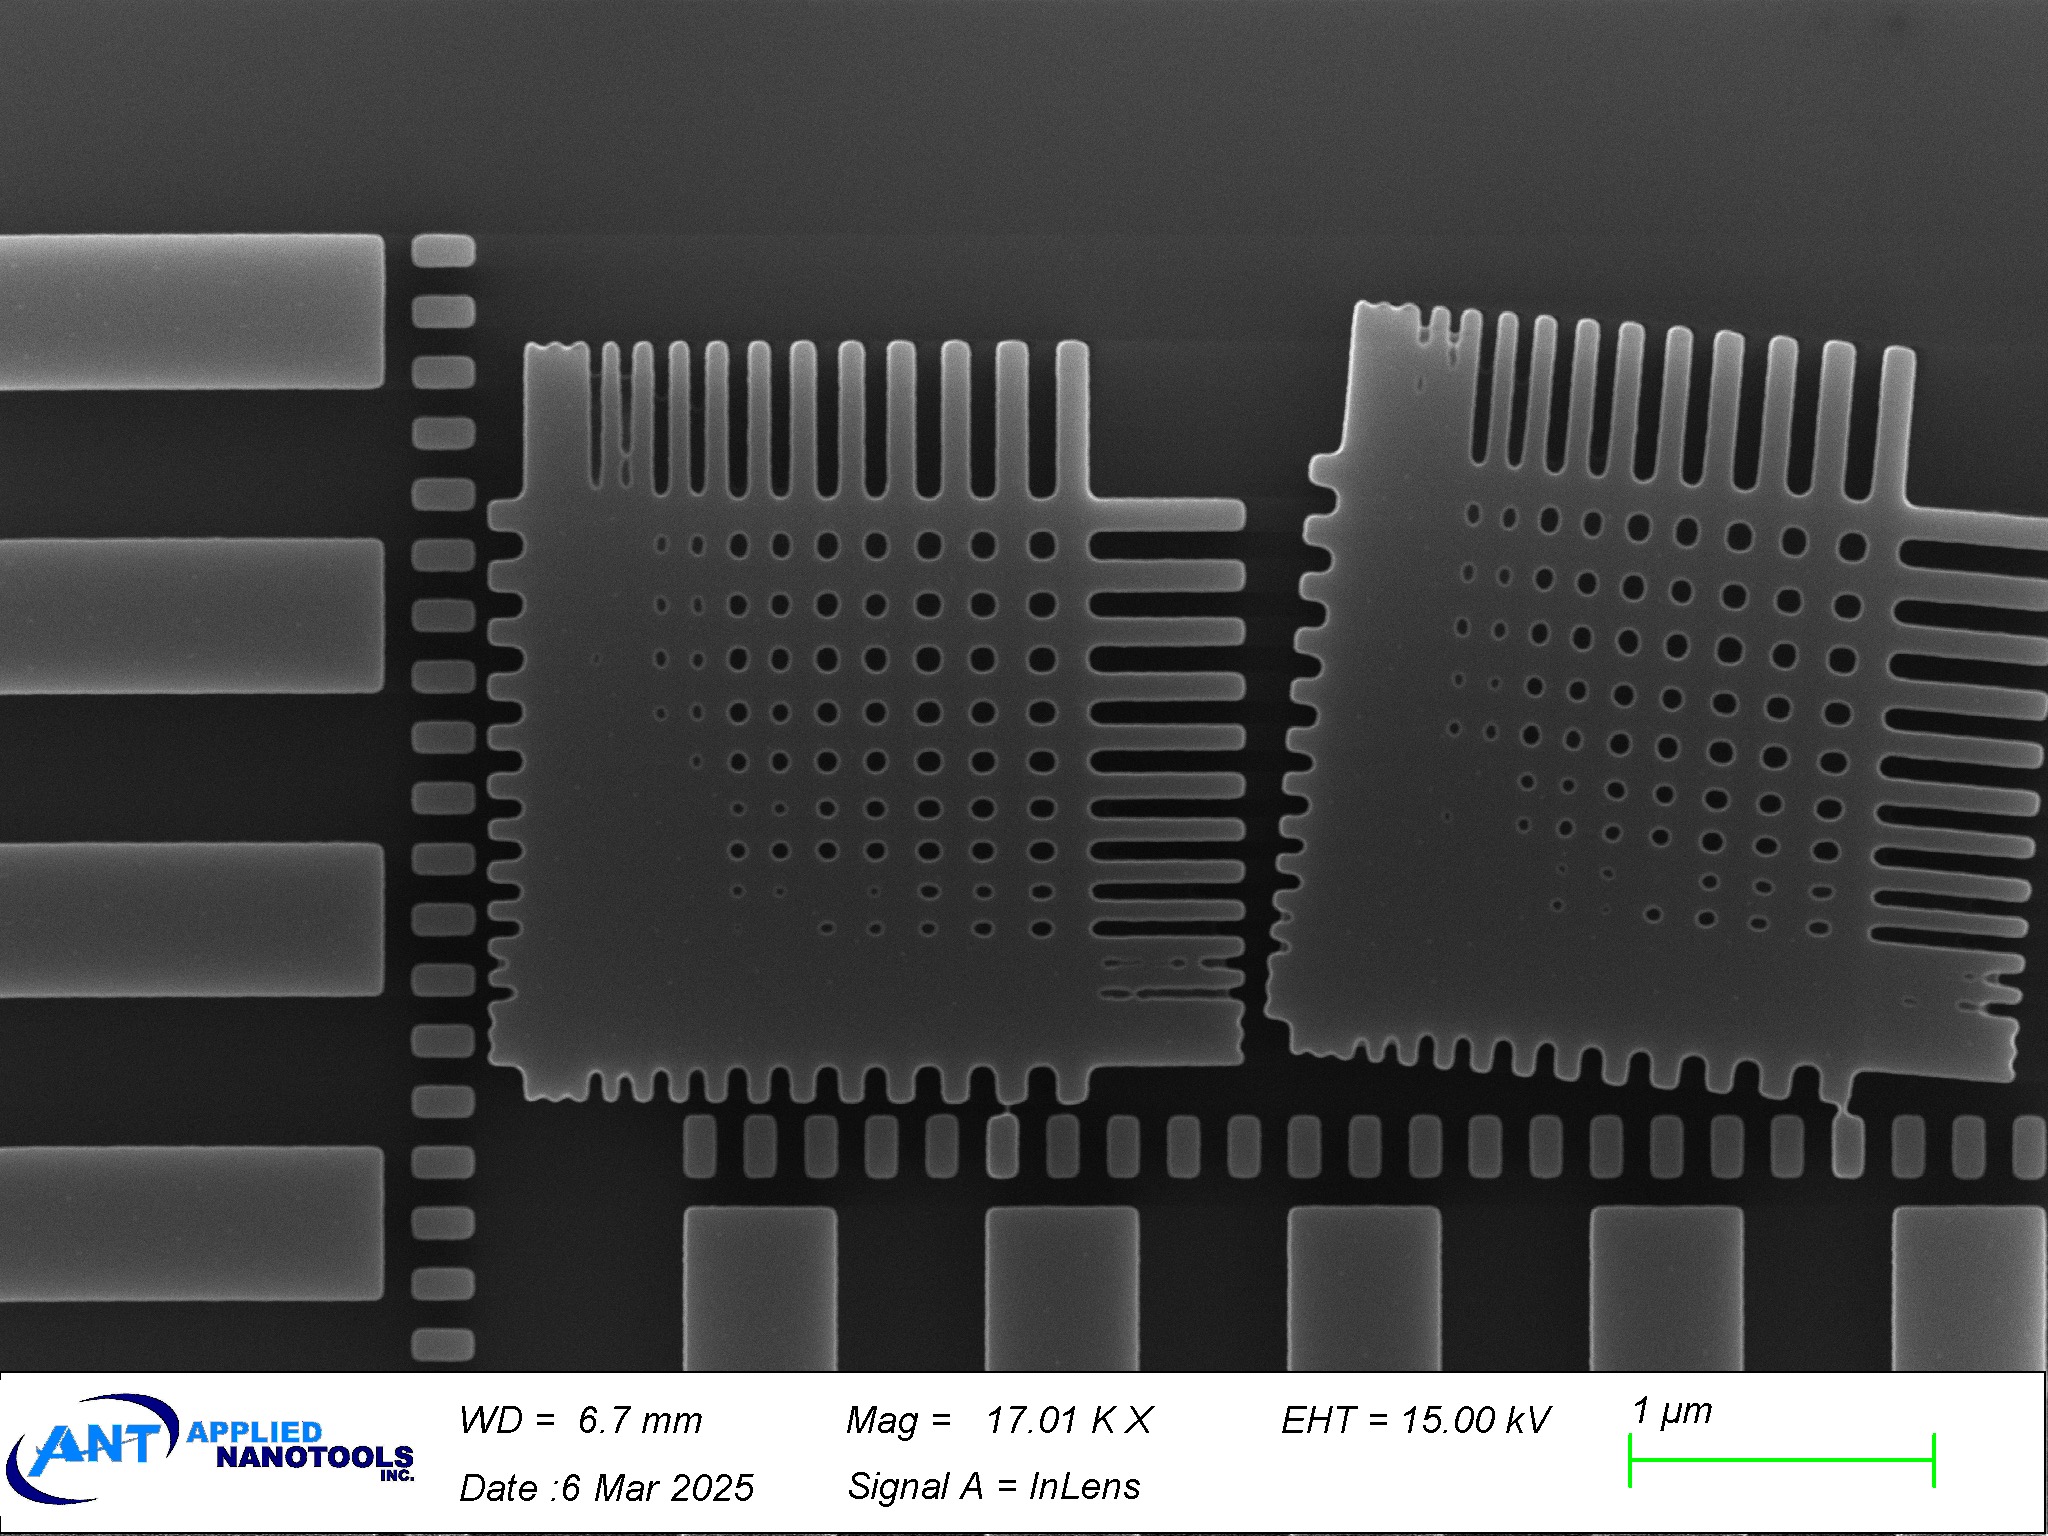 ANT APPLIED NANOTOOLS INC.
WD = 6.7 mm Mag = 17.01 K X EHT = 15.00 kV 1 µm
Date :6 Mar 2025 Signal A = InLens